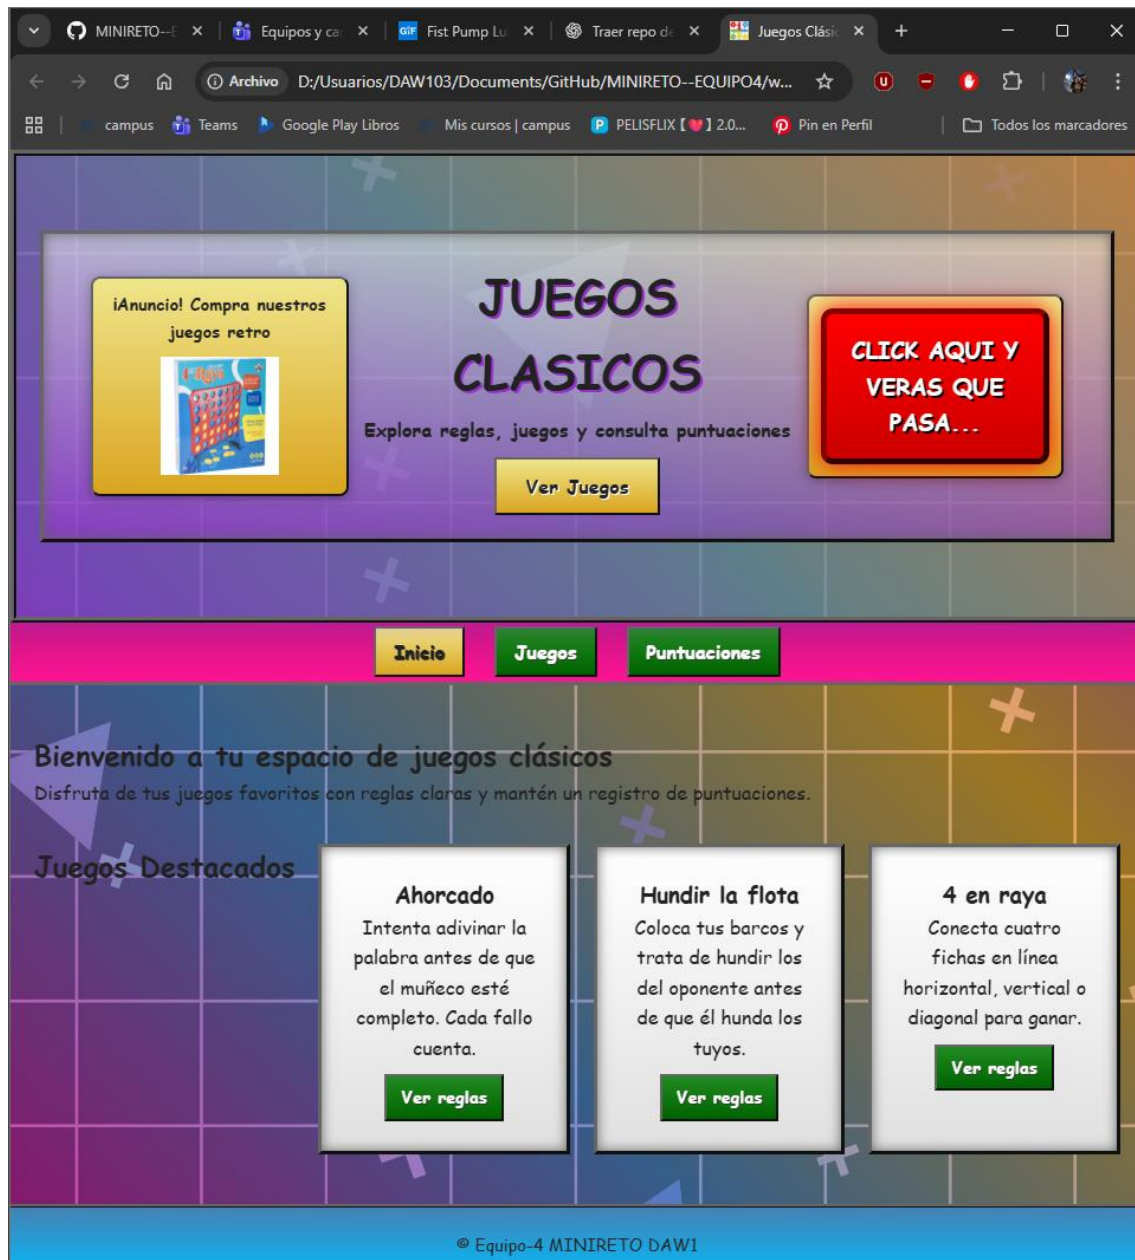 MINIRETO--E
Equipos y ca
GIF
Fist Pump Lu
Traer repo de
Juegos Clásic
Archivo
D:/Usuarios/DAW103/Documents/GitHub/MINIRETO--EQUIPO4/w...
campus
Teams
Google Play Libros
Mis cursos | campus
PELISFLIX【💗】2.0...
Pin en Perfil
Todos los marcadores
¡Anuncio! Compra nuestros
juegos retro
JUEGOS
CLASICOS
Explora reglas, juegos y consulta puntuaciones
Ver Juegos
CLICK AQUI Y
VERAS QUE
PASA...
Inicio
Juegos
Puntuaciones
Bienvenido a tu espacio de juegos clásicos
Disfruta de tus juegos favoritos con reglas claras y mantén un registro de puntuaciones.
Juegos Destacados
Ahorcado
Intenta adivinar la
palabra antes de que
el muñeco esté
completo. Cada fallo
cuenta.
Ver reglas
Hundir la flota
Coloca tus barcos y
trata de hundir los
del oponente antes
de que él hunda los
tuyos.
Ver reglas
4 en raya
Conecta cuatro
fichas en línea
horizontal, vertical o
diagonal para ganar.
Ver reglas
© Equipo-4 MINIRETO DAW1